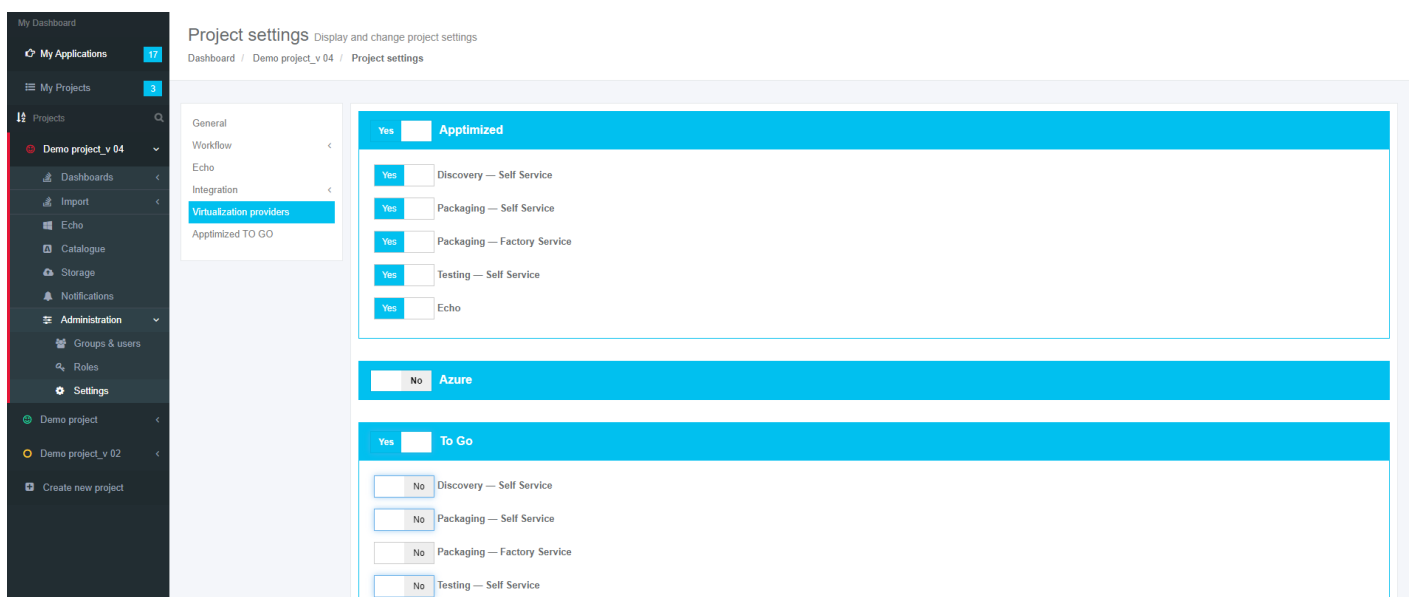 My Dashboard
My Applications 17
My Projects 3
Projects
Demo project_v 04
Dashboards
Import
Echo
Catalogue
Storage
Notifications
Administration
Groups & users
Roles
Settings
Demo project
Demo project_v 02
Create new project
Project settings Display and change project settings
Dashboard / Demo project_v 04 / Project settings
General
Workflow
Echo
Integration
Virtualization providers
Apptimized TO GO
Yes Apptimized
Yes Discovery — Self Service
Yes Packaging — Self Service
Yes Packaging — Factory Service
Yes Testing — Self Service
Yes Echo
No Azure
Yes To Go
No Discovery — Self Service
No Packaging — Self Service
No Packaging — Factory Service
No Testing — Self Service